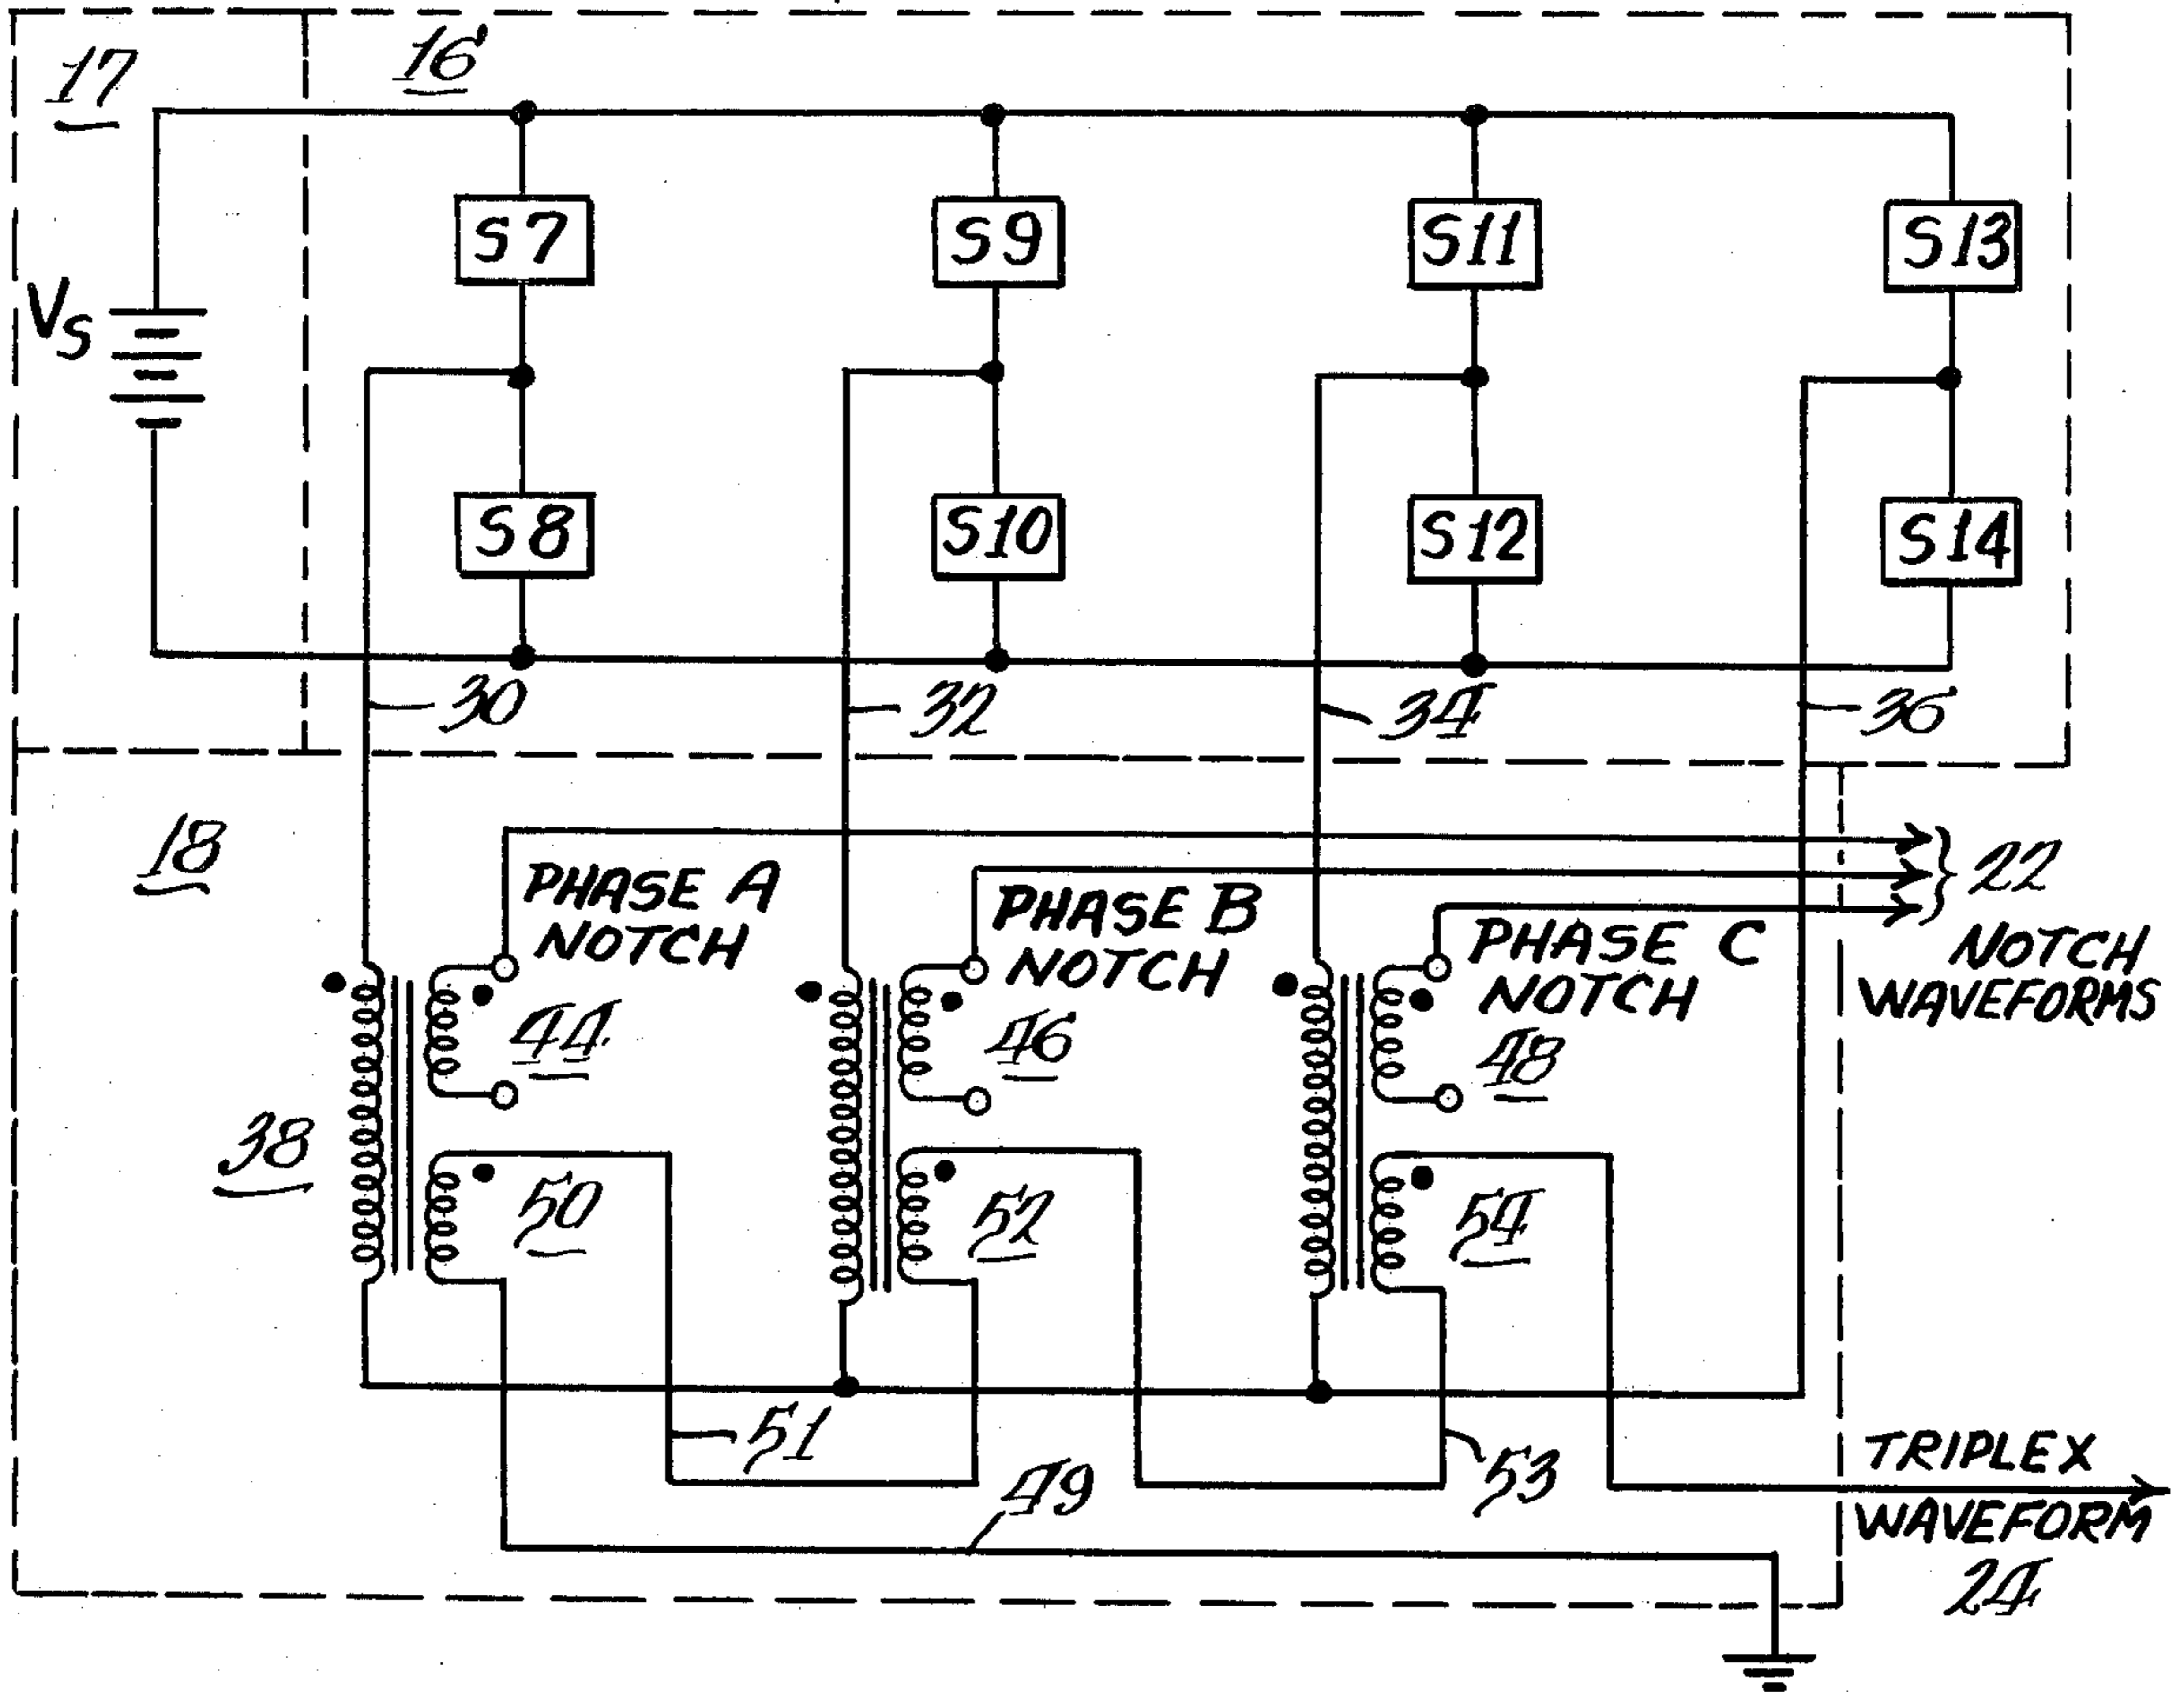 17
16'
S7
S9
S11
S13
VS
S8
S10
S12
S14
30
32
34
36
18
22
PHASE A
NOTCH
PHASE B
NOTCH
PHASE C
NOTCH
NOTCH
WAVEFORMS
44
46
48
38
50
52
54
51
49
53
TRIPLEX
WAVEFORM
24